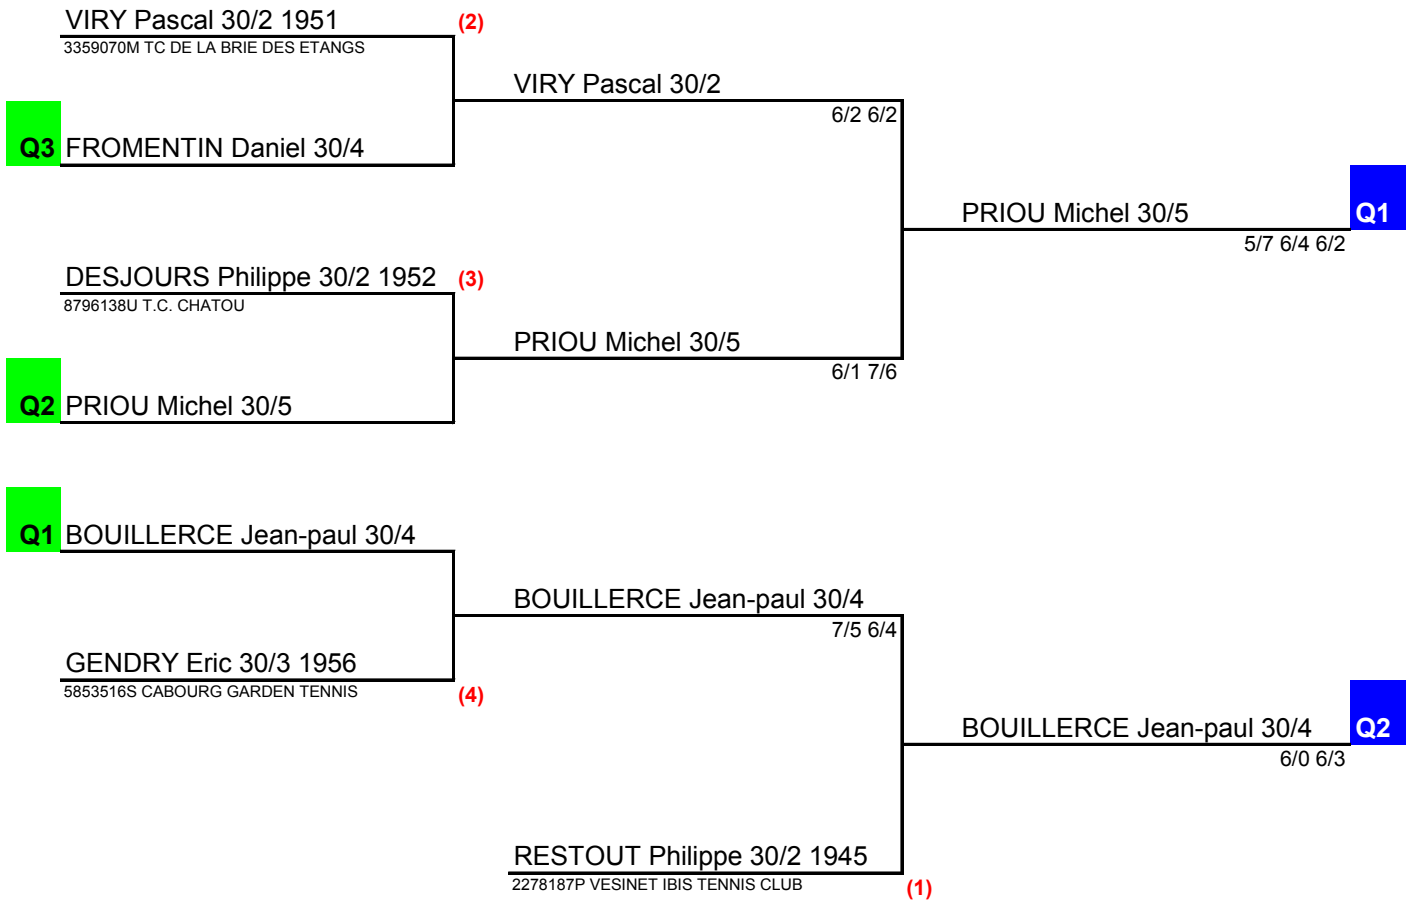 VIRY Pascal 30/2 1951 (2)
3359070M TC DE LA BRIE DES ETANGS
VIRY Pascal 30/2
6/2 6/2
Q3 FROMENTIN Daniel 30/4
PRIOU Michel 30/5 Q1
5/7 6/4 6/2
DESJOURS Philippe 30/2 1952 (3)
8796138U T.C. CHATOU
PRIOU Michel 30/5
6/1 7/6
Q2 PRIOU Michel 30/5
Q1 BOUILLERCE Jean-paul 30/4
BOUILLERCE Jean-paul 30/4
7/5 6/4
GENDRY Eric 30/3 1956
5853516S CABOURG GARDEN TENNIS (4)
BOUILLERCE Jean-paul 30/4 Q2
6/0 6/3
RESTOUT Philippe 30/2 1945
2278187P VESINET IBIS TENNIS CLUB (1)